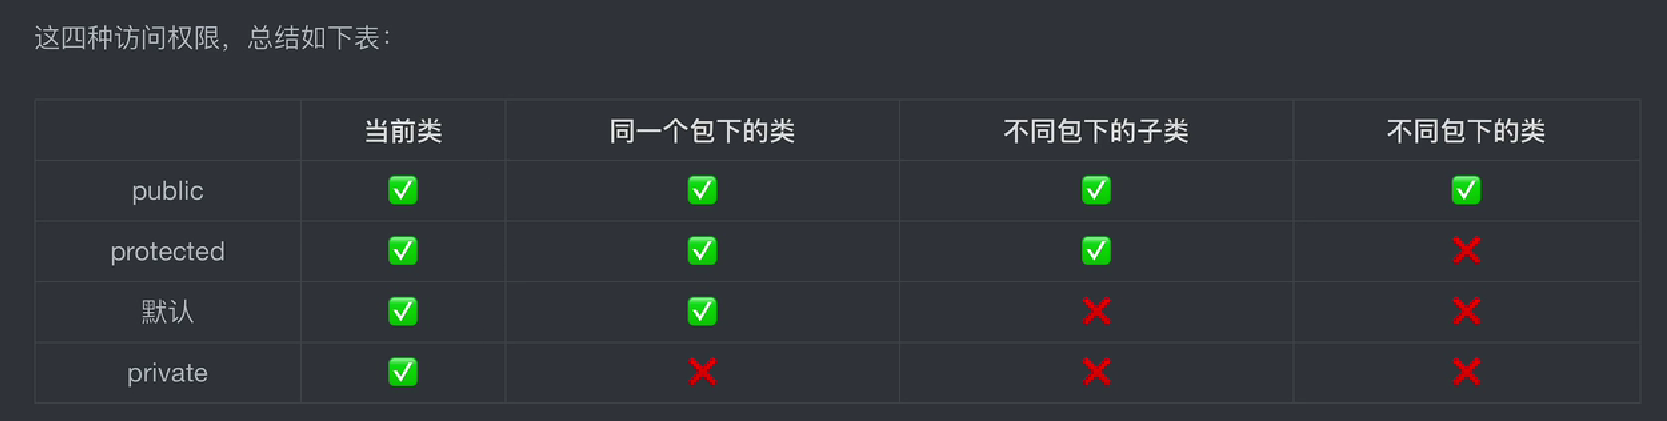 这四种访问权限，总结如下表：
当前类 同一个包下的类 不同包下的子类 不同包下的类
public ✅ ✅ ✅ ✅
protected ✅ ✅ ✅ ❌
默认 ✅ ✅ ❌ ❌
private ✅ ❌ ❌ ❌